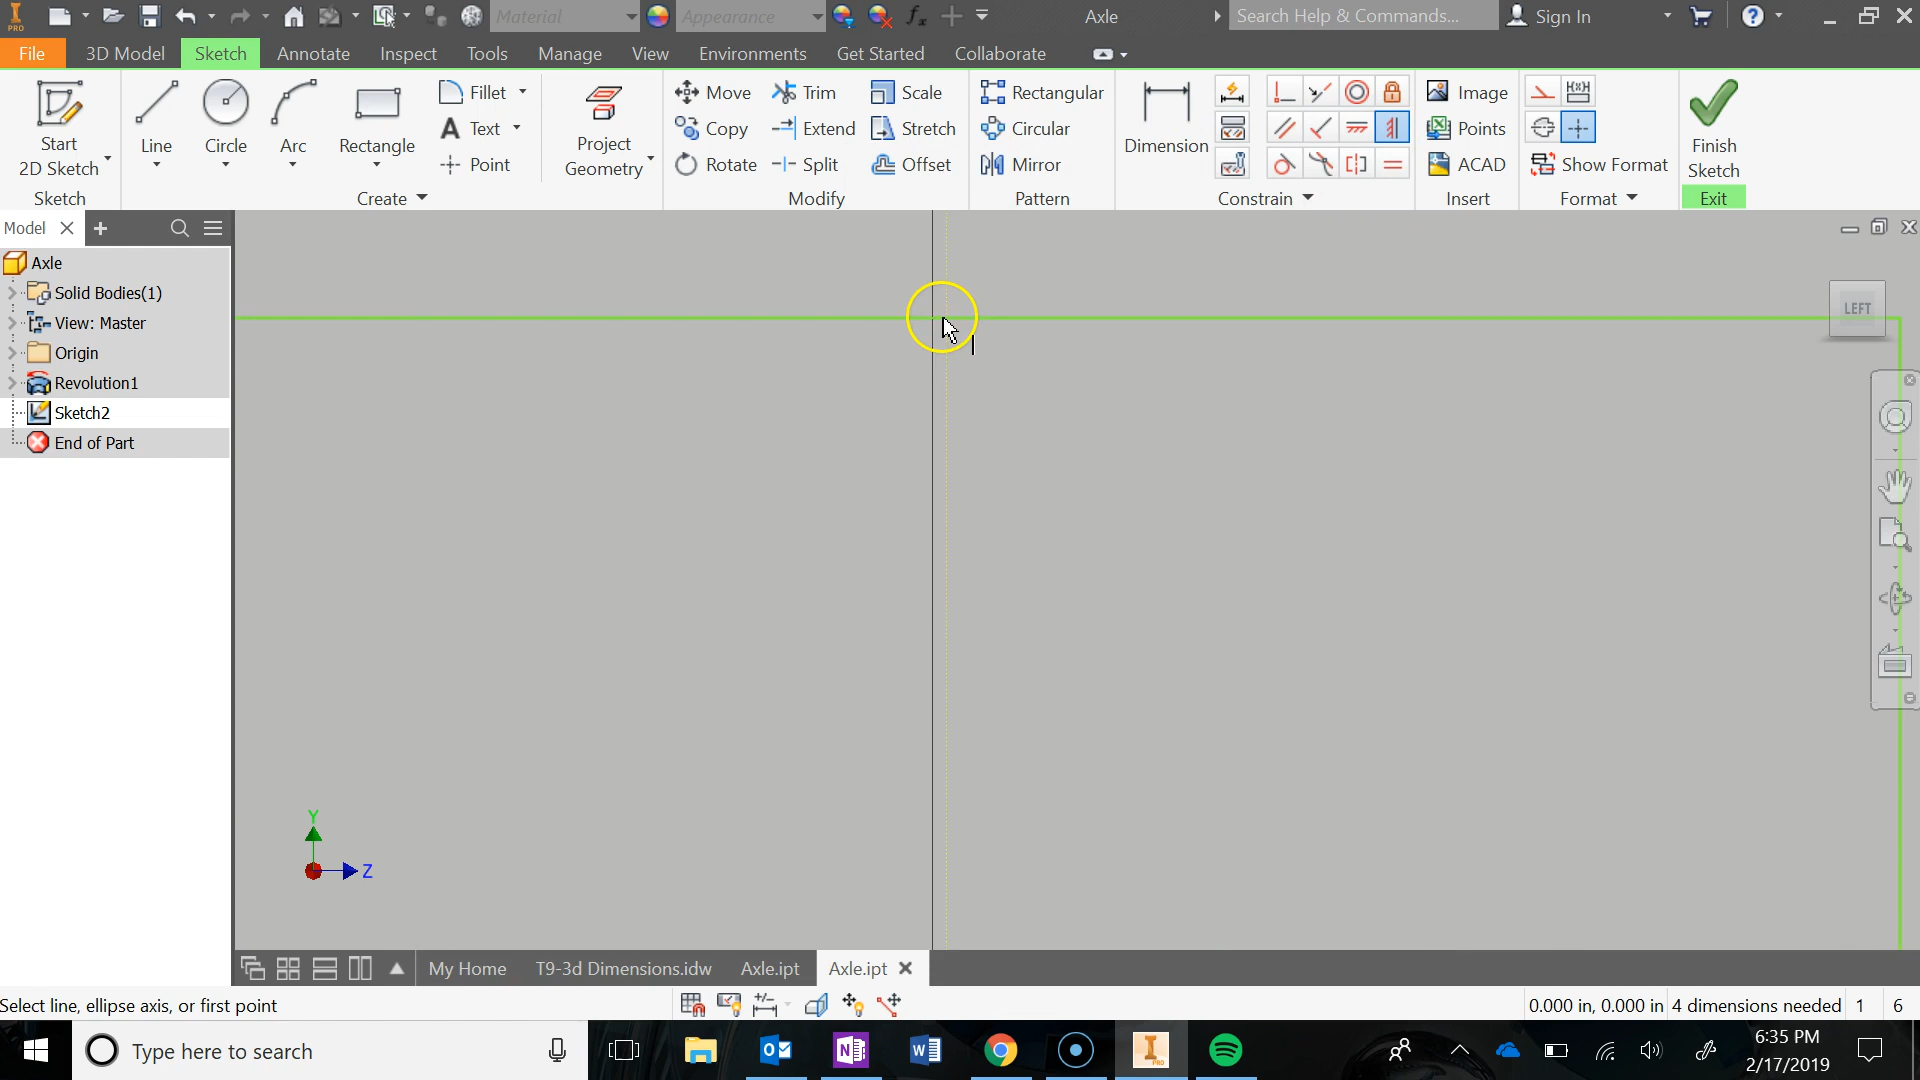 PRO
Material
Appearance
Axle
Search Help & Commands...
Sign In
File
3D Model
Sketch
Annotate
Inspect
Tools
Manage
View
Environments
Get Started
Collaborate
Start
2D Sketch
Line
Circle
Arc
Rectangle
Fillet
Text
Point
Project
Geometry
Move
Copy
Rotate
Trim
Extend
Split
Scale
Stretch
Offset
Rectangular
Circular
Mirror
Dimension
Image
Points
ACAD
Show Format
Finish
Sketch
Sketch
Create
Modify
Pattern
Constrain
Insert
Format
Exit
Model
Axle
Solid Bodies(1)
View: Master
Origin
Revolution1
Sketch2
End of Part
LEFT
Y
Z
My Home
T9-3d Dimensions.idw
Axle.ipt
Axle.ipt
Select line, ellipse axis, or first point
0.000 in, 0.000 in
4 dimensions needed
1
6
Type here to search
6:35 PM
2/17/2019